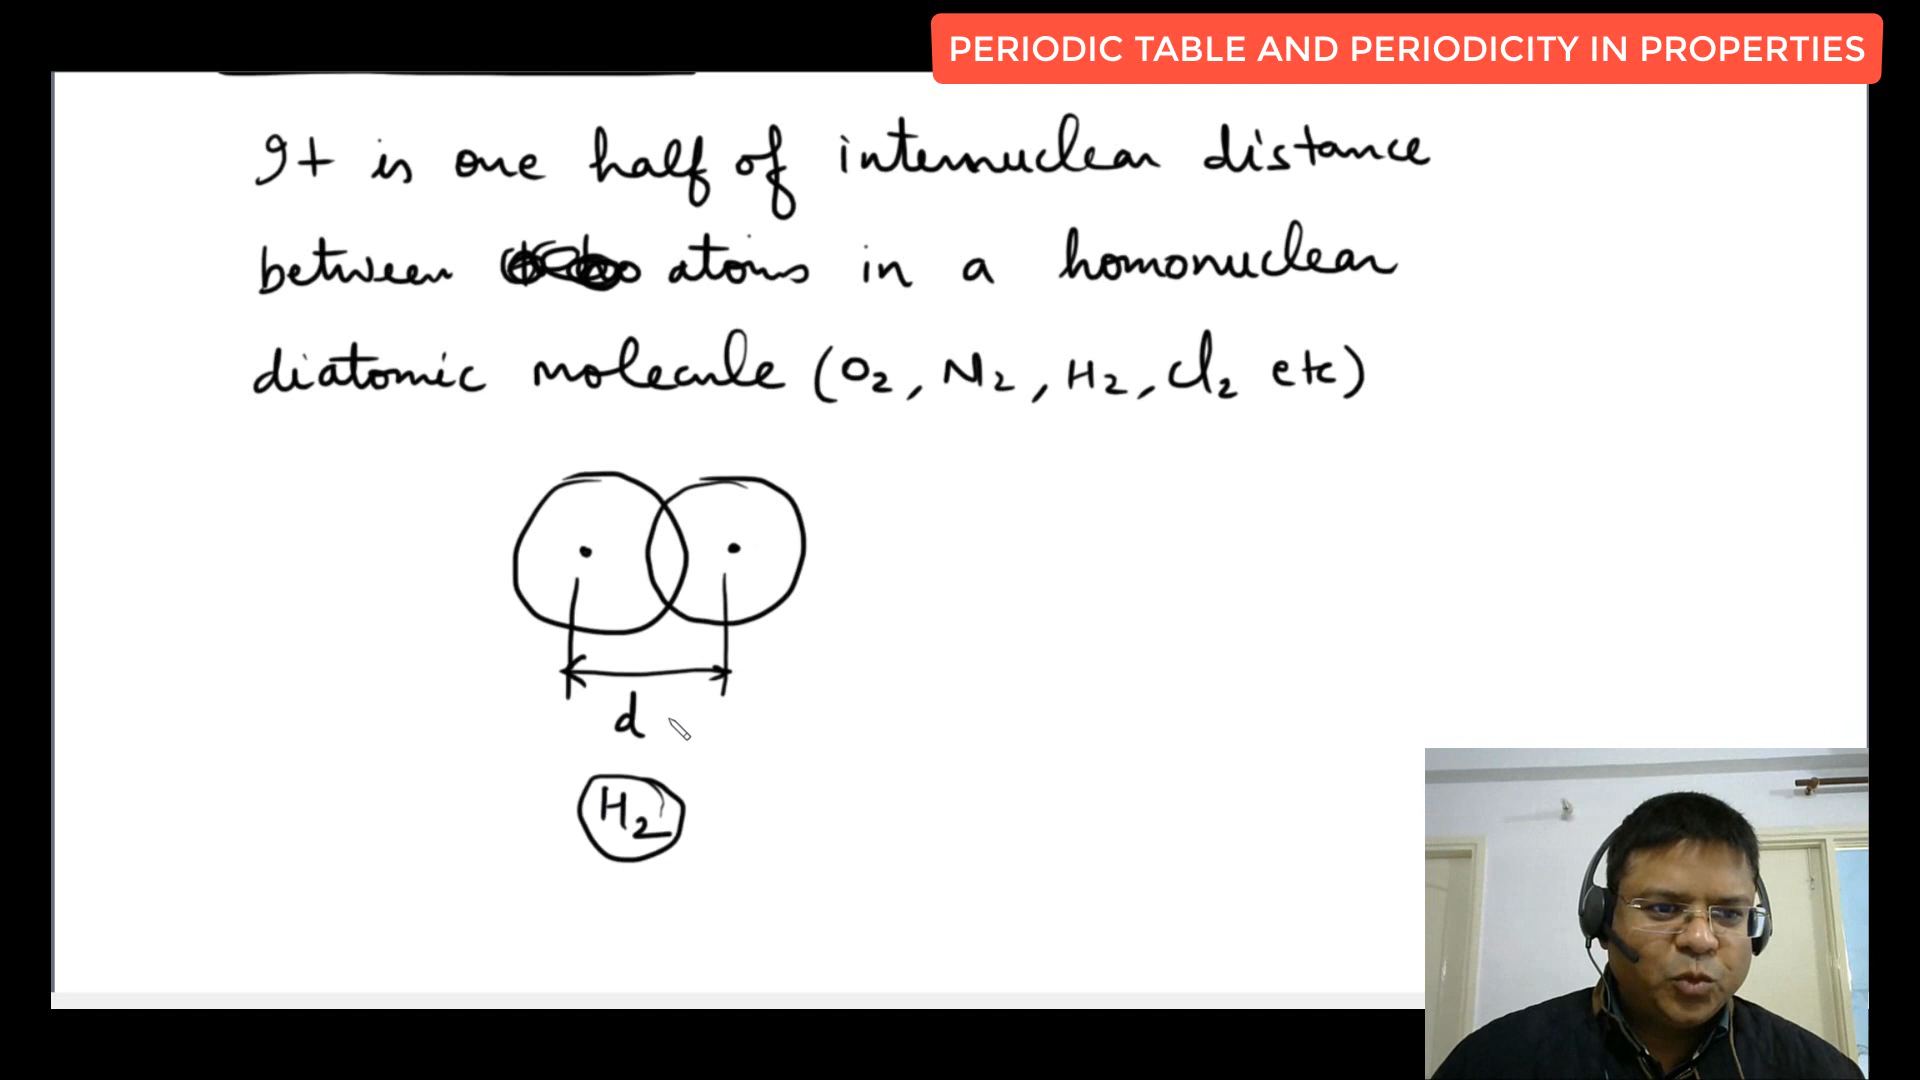 PERIODIC TABLE AND PERIODICITY IN PROPERTIES
It is one half of internuclear distance
between atoms in a homonuclear
diatomic molecule (O2, N2, H2, Cl2 etc)
d
H2